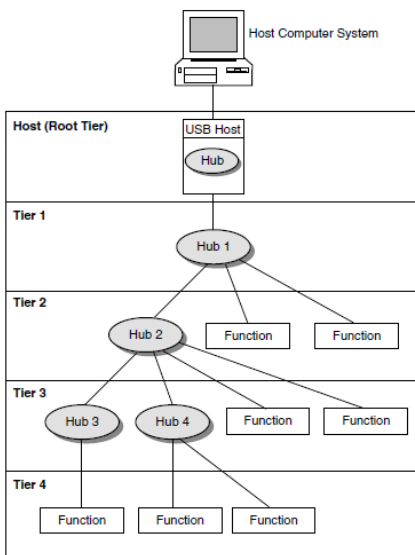 Host Computer System
Host (Root Tier)
USB Host
Hub
Tier 1
Hub 1
Tier 2
Hub 2
Function
Function
Tier 3
Hub 3
Hub 4
Function
Function
Tier 4
Function
Function
Function